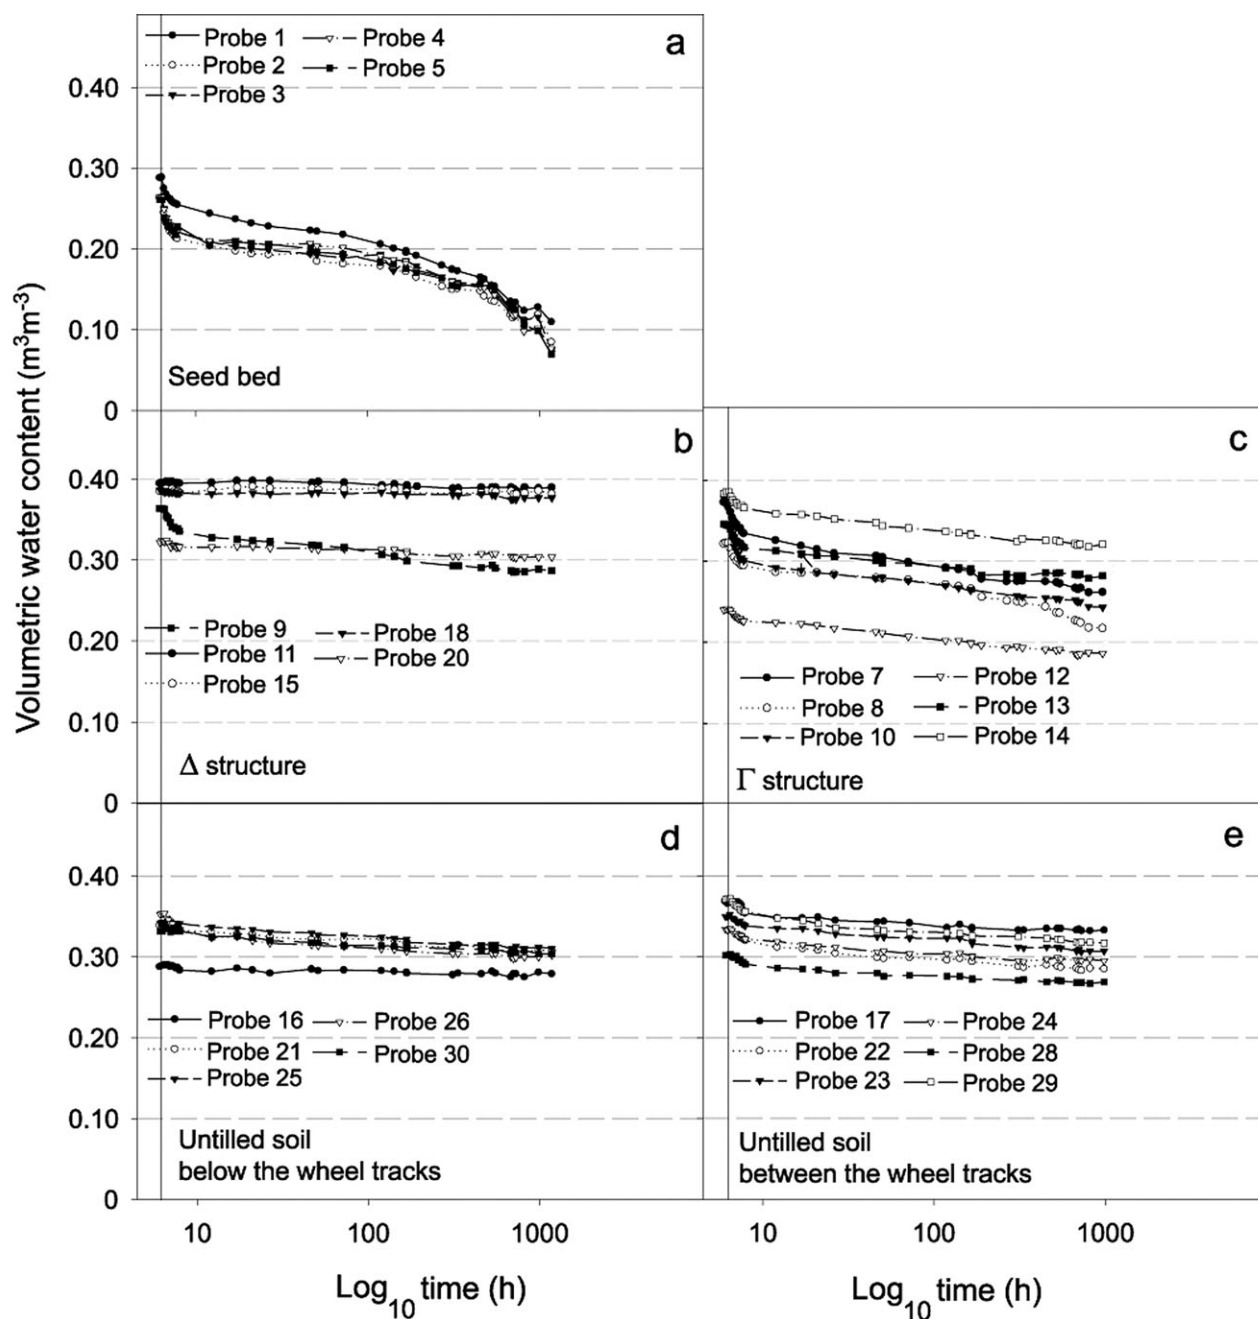 a
Probe 1
Probe 4
Probe 2
Probe 5
Probe 3
0.40
0.30
0.20
0.10
0
Seed bed
Volumetric water content (m³m⁻³)
b
0.40
0.30
0.20
0.10
0
Probe 9
Probe 18
Probe 11
Probe 20
Probe 15
Δ structure
c
Probe 7
Probe 12
Probe 8
Probe 13
Probe 10
Probe 14
Γ structure
d
0.40
0.30
0.20
0.10
0
Probe 16
Probe 26
Probe 21
Probe 30
Probe 25
Untilled soil
below the wheel tracks
10
100
1000
Log₁₀ time (h)
e
Probe 17
Probe 24
Probe 22
Probe 28
Probe 23
Probe 29
Untilled soil
between the wheel tracks
10
100
1000
Log₁₀ time (h)